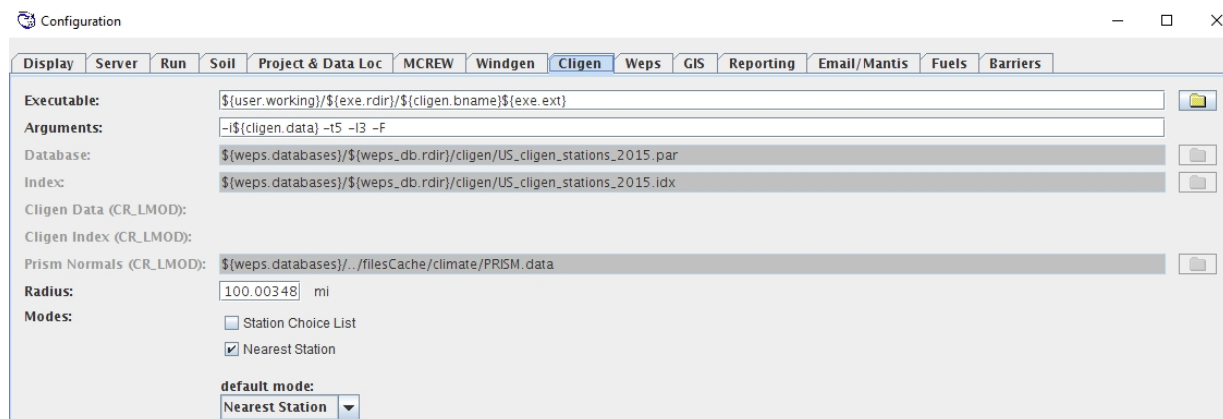 Configuration
Display Server Run Soil Project & Data Loc MCREW Windgen Cligen Weps GIS Reporting Email/Mantis Fuels Barriers
Executable: ${user.working}/${exe.rdir}/${cligen.bname}${exe.ext}
Arguments: -i${cligen.data} -t5 -I3 -F
Database: ${weps.databases}/${weps_db.rdir}/cligen/US_cligen_stations_2015.par
Index: ${weps.databases}/${weps_db.rdir}/cligen/US_cligen_stations_2015.idx
Cligen Data (CR_LMOD):
Cligen Index (CR_LMOD):
Prism Normals (CR_LMOD): ${weps.databases}/../filesCache/climate/PRISM.data
Radius: 100.00348 mi
Modes:
Station Choice List
Nearest Station
default mode:
Nearest Station